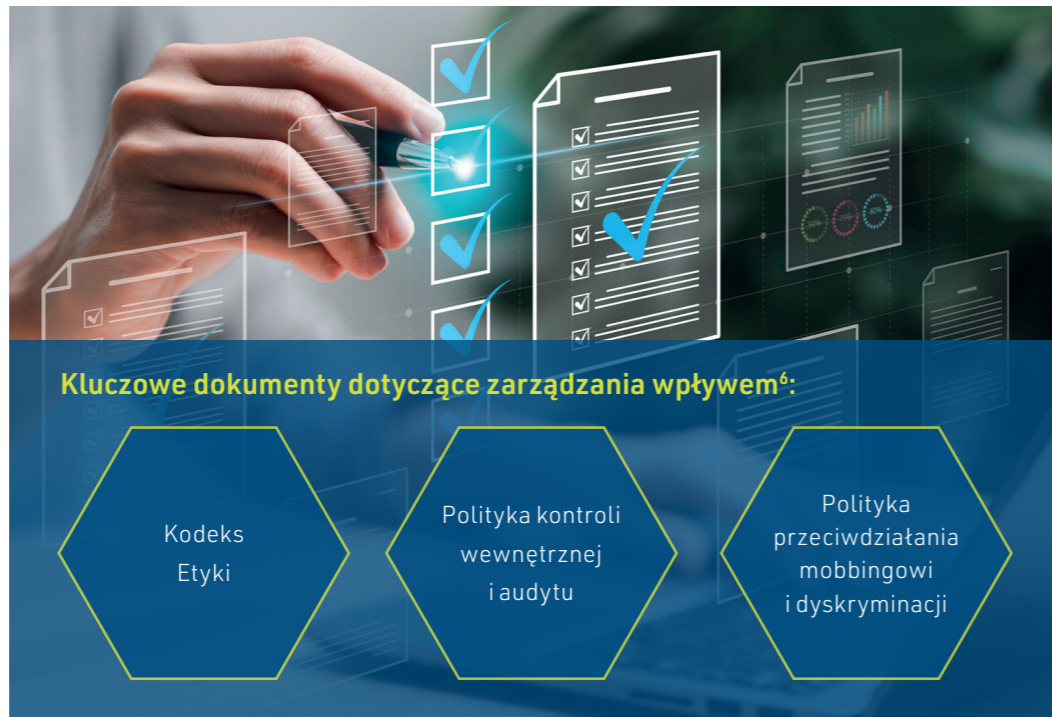 Kluczowe dokumenty dotyczące zarządzania wpływem⁶:
Kodeks
Etyki
Polityka kontroli
wewnętrznej
i audytu
Polityka
przeciwdziałania
mobbingowi
i dyskryminacji